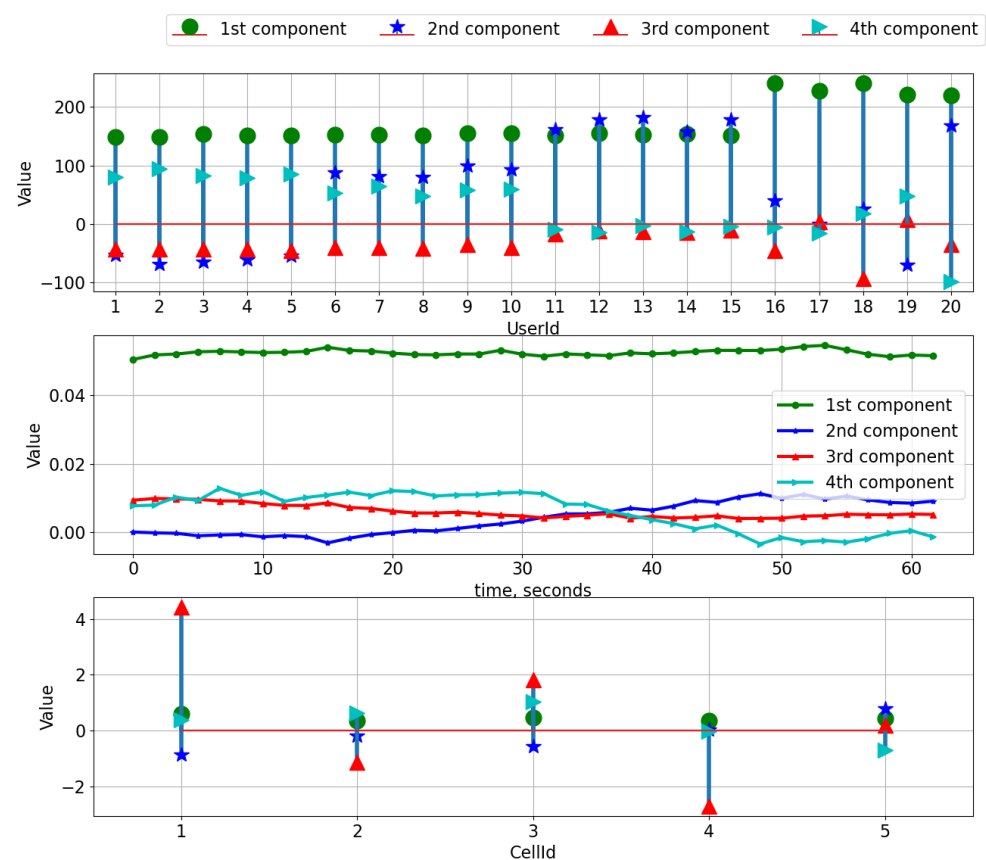 1st component 2nd component 3rd component 4th component
200
100
0
−100
Value
1 2 3 4 5 6 7 8 9 10 11 12 13 14 15 16 17 18 19 20
UserId
0.04
0.02
0.00
Value
1st component
2nd component
3rd component
4th component
0 10 20 30 40 50 60
time, seconds
4
2
0
−2
Value
1 2 3 4 5
CellId